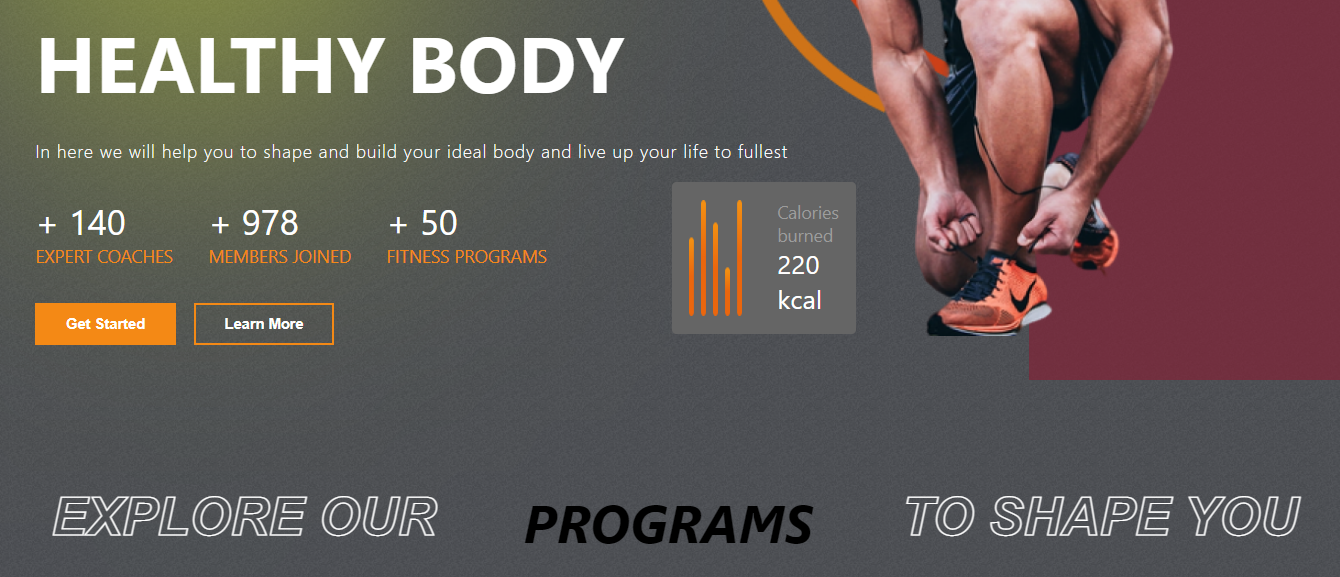 HEALTHY BODY
In here we will help you to shape and build your ideal body and live up your life to fullest
+ 140
EXPERT COACHES
+ 978
MEMBERS JOINED
+ 50
FITNESS PROGRAMS
Calories
burned
220
kcal
Get Started
Learn More
EXPLORE OUR
PROGRAMS
TO SHAPE YOU